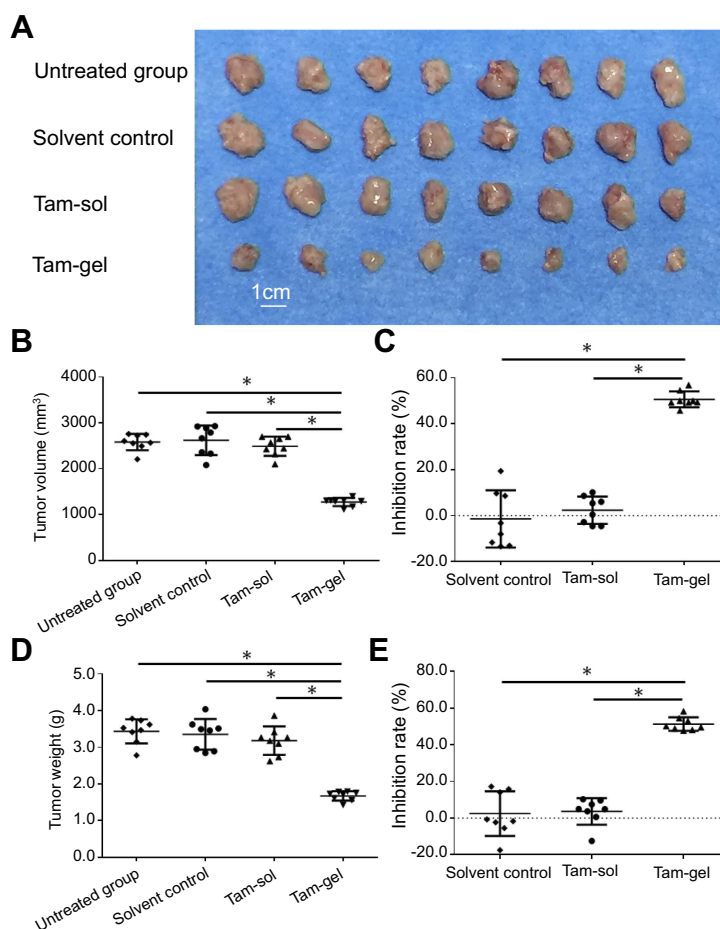 A
Untreated group
Solvent control
Tam-sol
Tam-gel
1cm
B
Tumor volume (mm³)
4000
3000
2000
1000
0
*
*
*
Untreated group
Solvent control
Tam-sol
Tam-gel
C
Inhibition rate (%)
60.0
40.0
20.0
0.0
-20.0
*
*
Solvent control
Tam-sol
Tam-gel
D
Tumor weight (g)
5.0
4.0
3.0
2.0
1.0
0.0
*
*
*
Untreated group
Solvent control
Tam-sol
Tam-gel
E
Inhibition rate (%)
80.0
60.0
40.0
20.0
0.0
-20.0
*
*
Solvent control
Tam-sol
Tam-gel